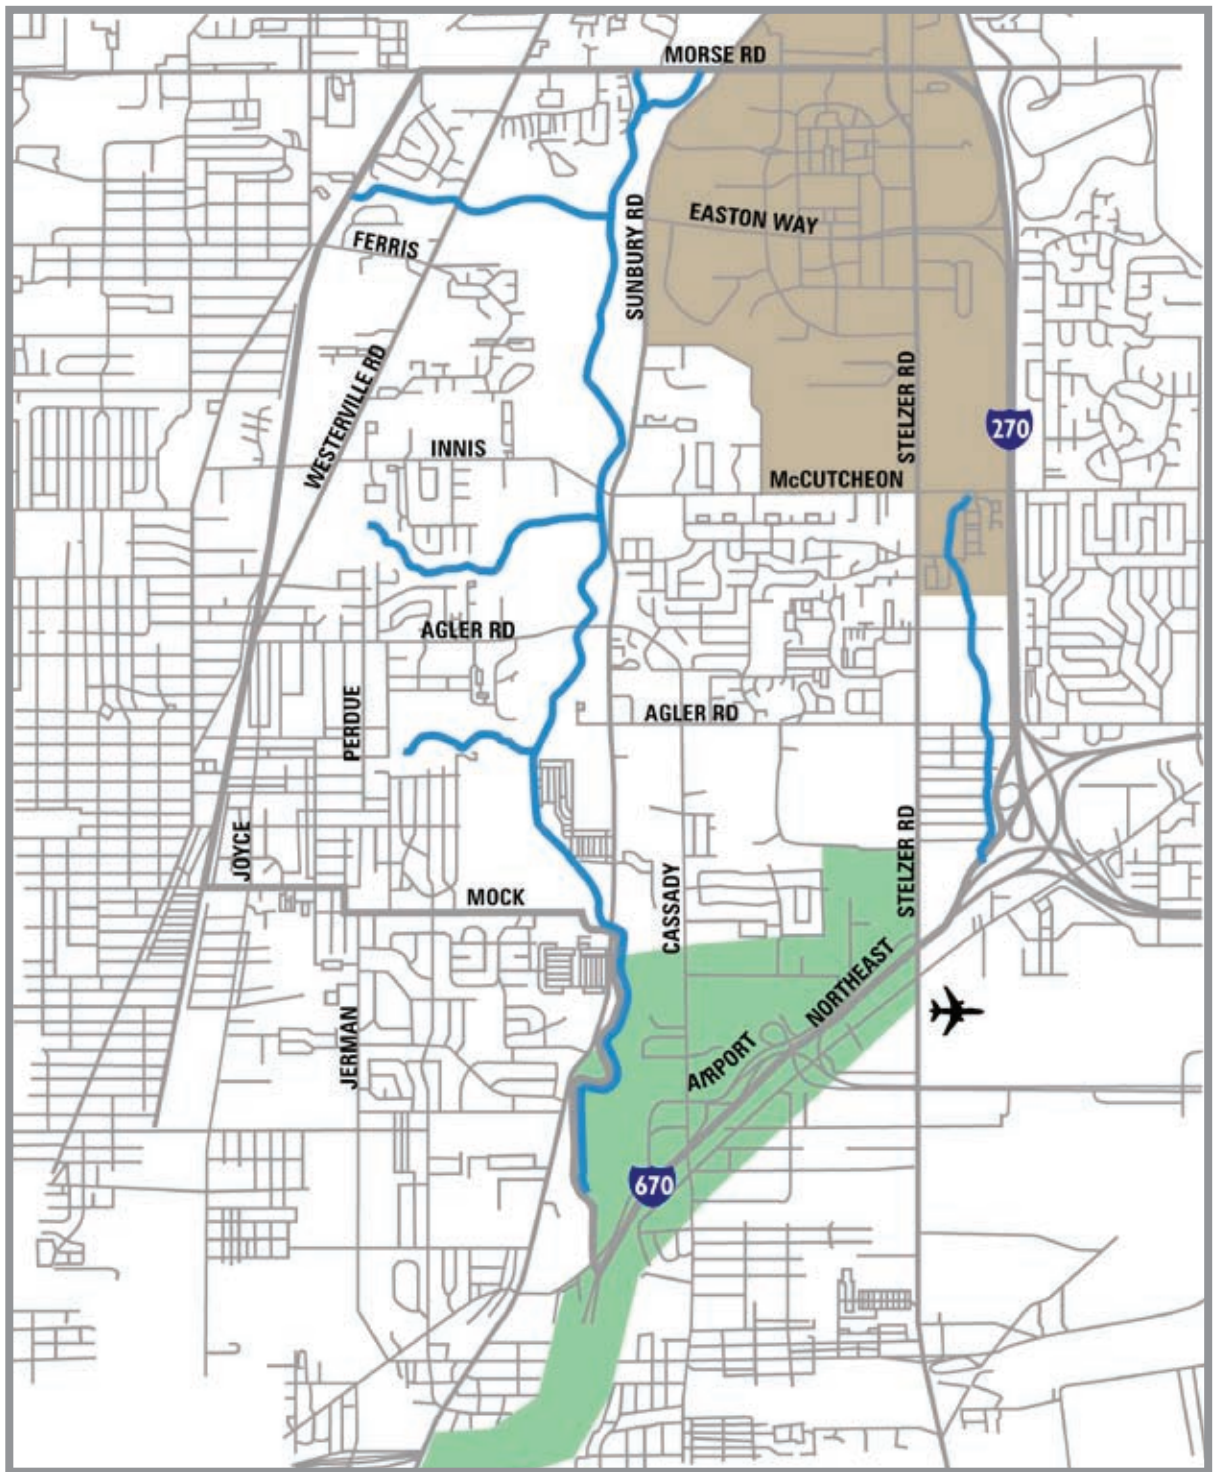 MORSE RD
SUNBURY RD
EASTON WAY
FERRIS
WESTERVILLE RD
STELZER RD
270
INNIS
McCUTCHEON
AGLER RD
PERDUE
AGLER RD
JOYCE
STELZER RD
MOCK
CASSADY
NORTHEAST
JERMAN
AIRPORT
670